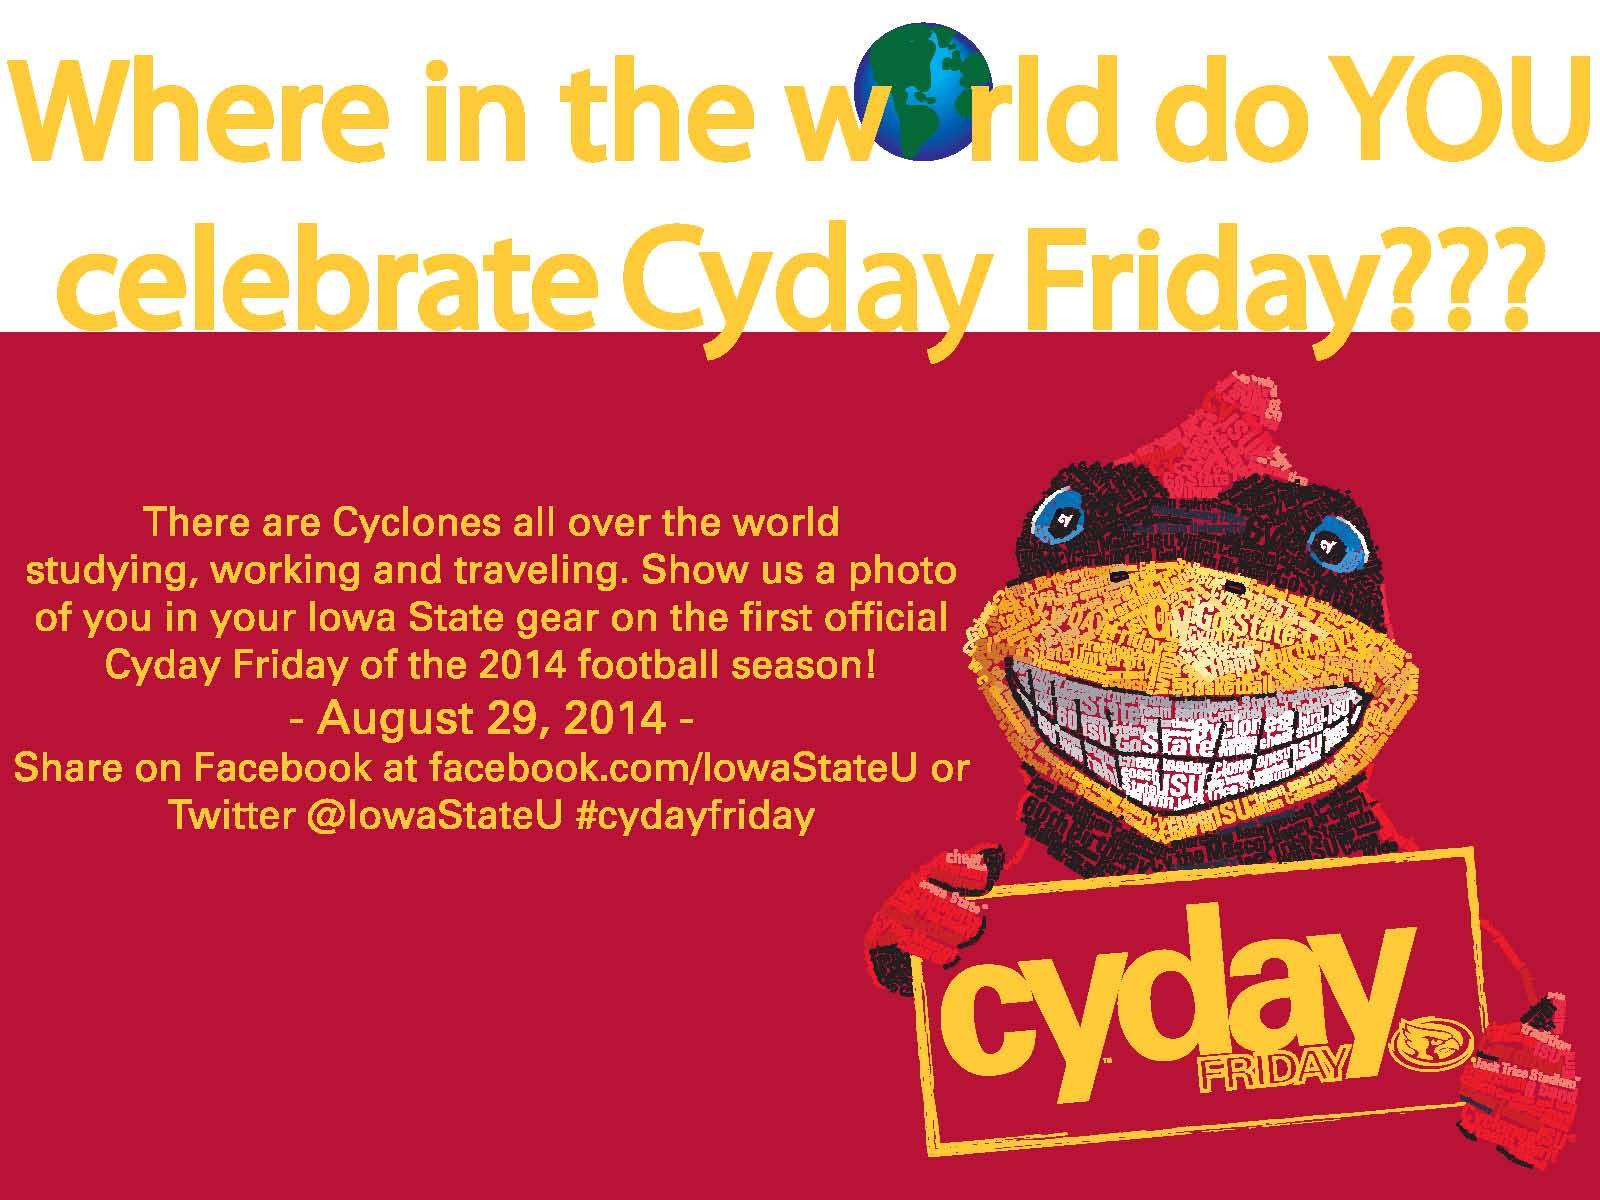 Where in the world do YOU
celebrate Cyday Friday???
There are Cyclones all over the world
studying, working and traveling. Show us a photo
of you in your Iowa State gear on the first official
Cyday Friday of the 2014 football season!
- August 29, 2014 -
Share on Facebook at facebook.com/IowaStateU or
Twitter @IowaStateU #cydayfriday
cyday
FRIDAY
Jack Trice Stadium